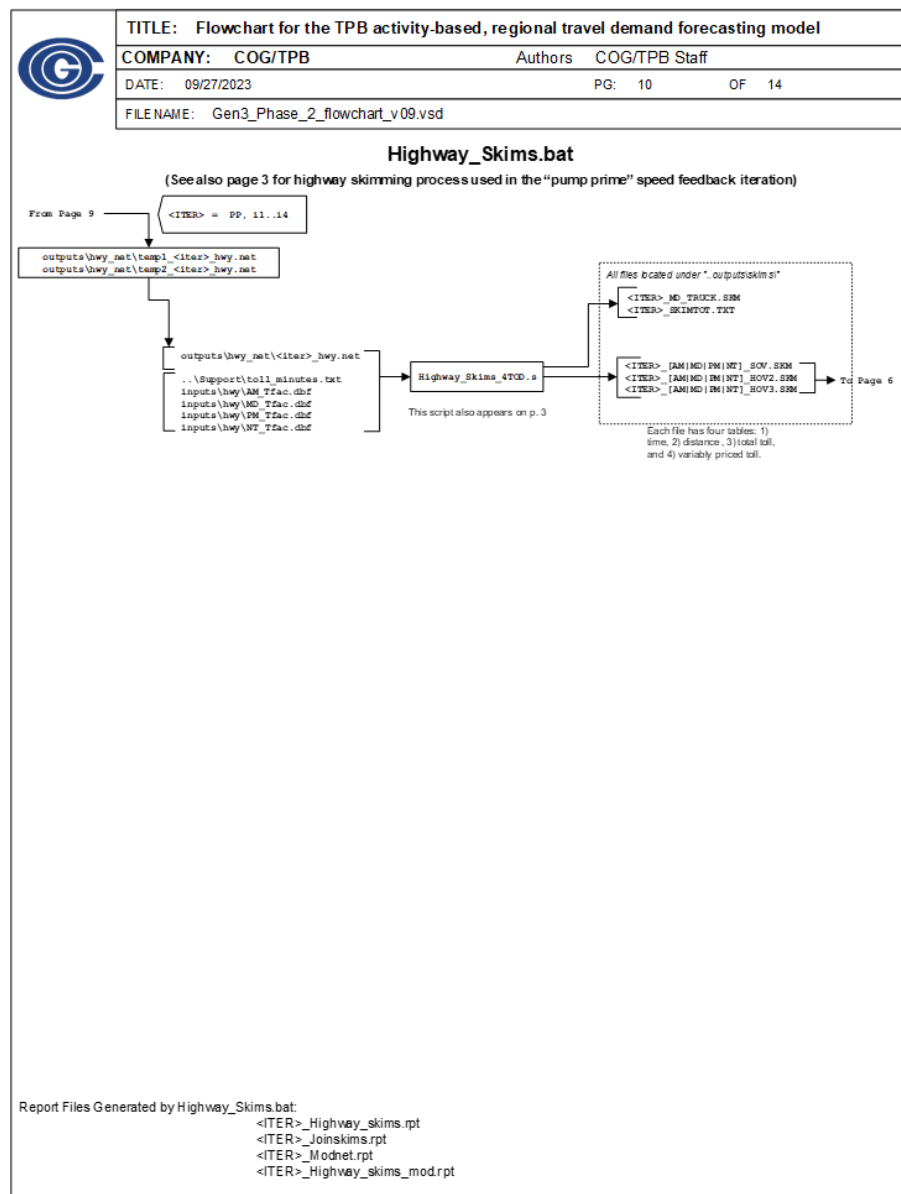 TITLE: Flowchart for the TPB activity-based, regional travel demand forecasting model
COMPANY: COG/TPB Authors COG/TPB Staff
DATE: 09/27/2023 PG: 10 OF 14
FILENAME: Gen3_Phase_2_flowchart_v09.vsd
Highway_Skims.bat
(See also page 3 for highway skimming process used in the "pump prime" speed feedback iteration)
From Page 9
<ITER> = PP, i1..i4
outputs\hwy_net\temp1_<iter>_hwy.net
outputs\hwy_net\temp2_<iter>_hwy.net
outputs\hwy_net\<iter>_hwy.net
..\Support\toll_minutes.txt
inputs\hwy\AM_Tfac.dbf
inputs\hwy\MD_Tfac.dbf
inputs\hwy\PM_Tfac.dbf
inputs\hwy\NT_Tfac.dbf
Highway_Skims_4TOD.s
This script also appears on p. 3
All files located under "..outputs\skims\"
<ITER>_MD_TRUCK.SKM
<ITER>_SKIMTOT.TXT
<ITER>_[AM|MD|PM|NT]_SOV.SKM
<ITER>_[AM|MD|PM|NT]_HOV2.SKM
<ITER>_[AM|MD|PM|NT]_HOV3.SKM
To Page 6
Each file has four tables: 1)
time, 2) distance, 3) total toll,
and 4) variably priced toll.
Report Files Generated by Highway_Skims.bat:
<ITER>_Highway_skims.rpt
<ITER>_Joinskims.rpt
<ITER>_Modnet.rpt
<ITER>_Highway_skims_mod.rpt